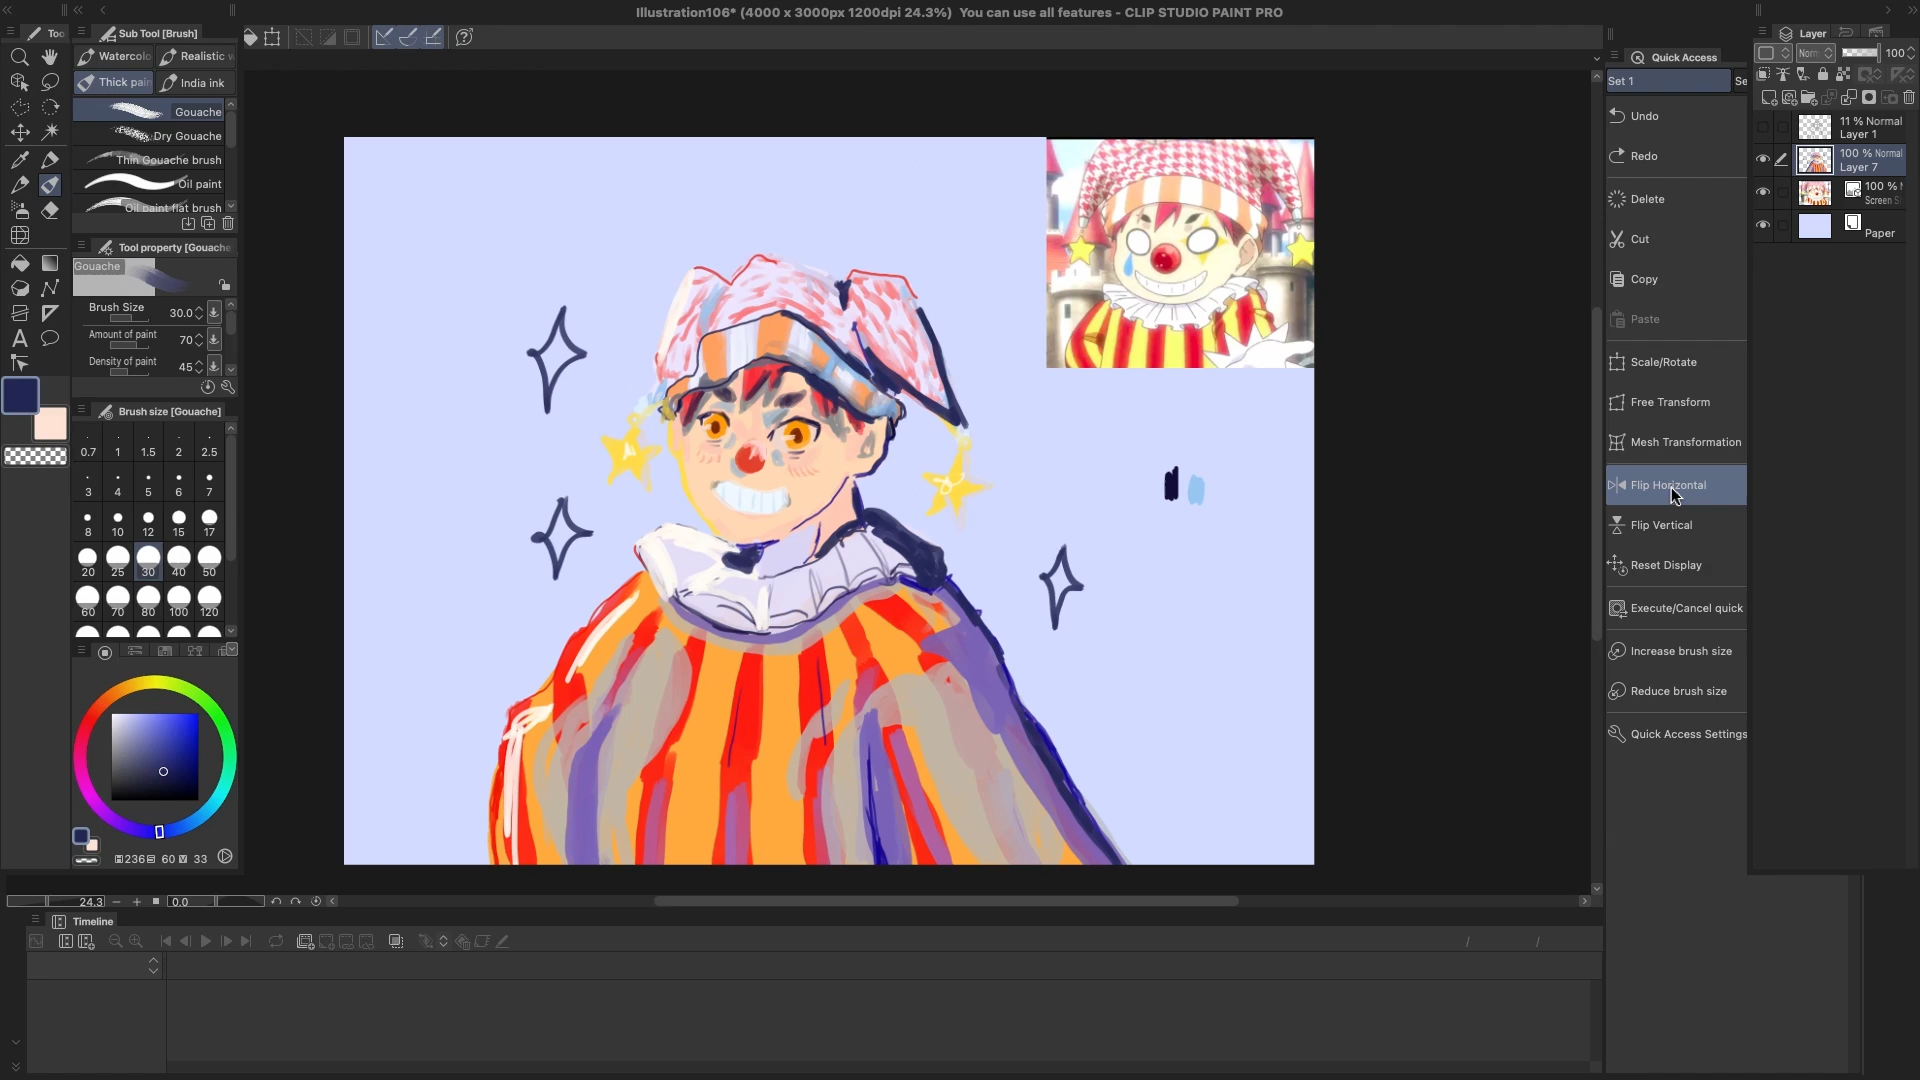 Illustration106* (4000 x 3000px 1200dpi 24.3%)  You can use all features - CLIP STUDIO PAINT PRO
Sub Tool [Brush]
Realistic
Thick pain
India ink
Gouache
Dry Gouache
Thin Gouache brush
Oil paint
Oil paint flat brush
Tool property [Gouache
Gouache
Brush Size 30.0
Amount of paint 70
Density of paint 45
Brush size [Gouache]
0.7 1 1.5 2 2.5
3 4 5 6 7
8 10 12 15 17
20 25 30 40 50
60 70 80 100 120
H 236 S 60 V 33
24.3 0.0
Timeline
/ /
Quick Access
Set 1 Se
Undo
Redo
Delete
Cut
Copy
Paste
Scale/Rotate
Free Transform
Mesh Transformation
Flip Horizontal
Flip Vertical
Reset Display
Execute/Cancel quick
Increase brush size
Reduce brush size
Quick Access Settings
Layer
Norm 100
11 % Normal
Layer 1
100 % Normal
Layer 7
100 %
Screen S
Paper